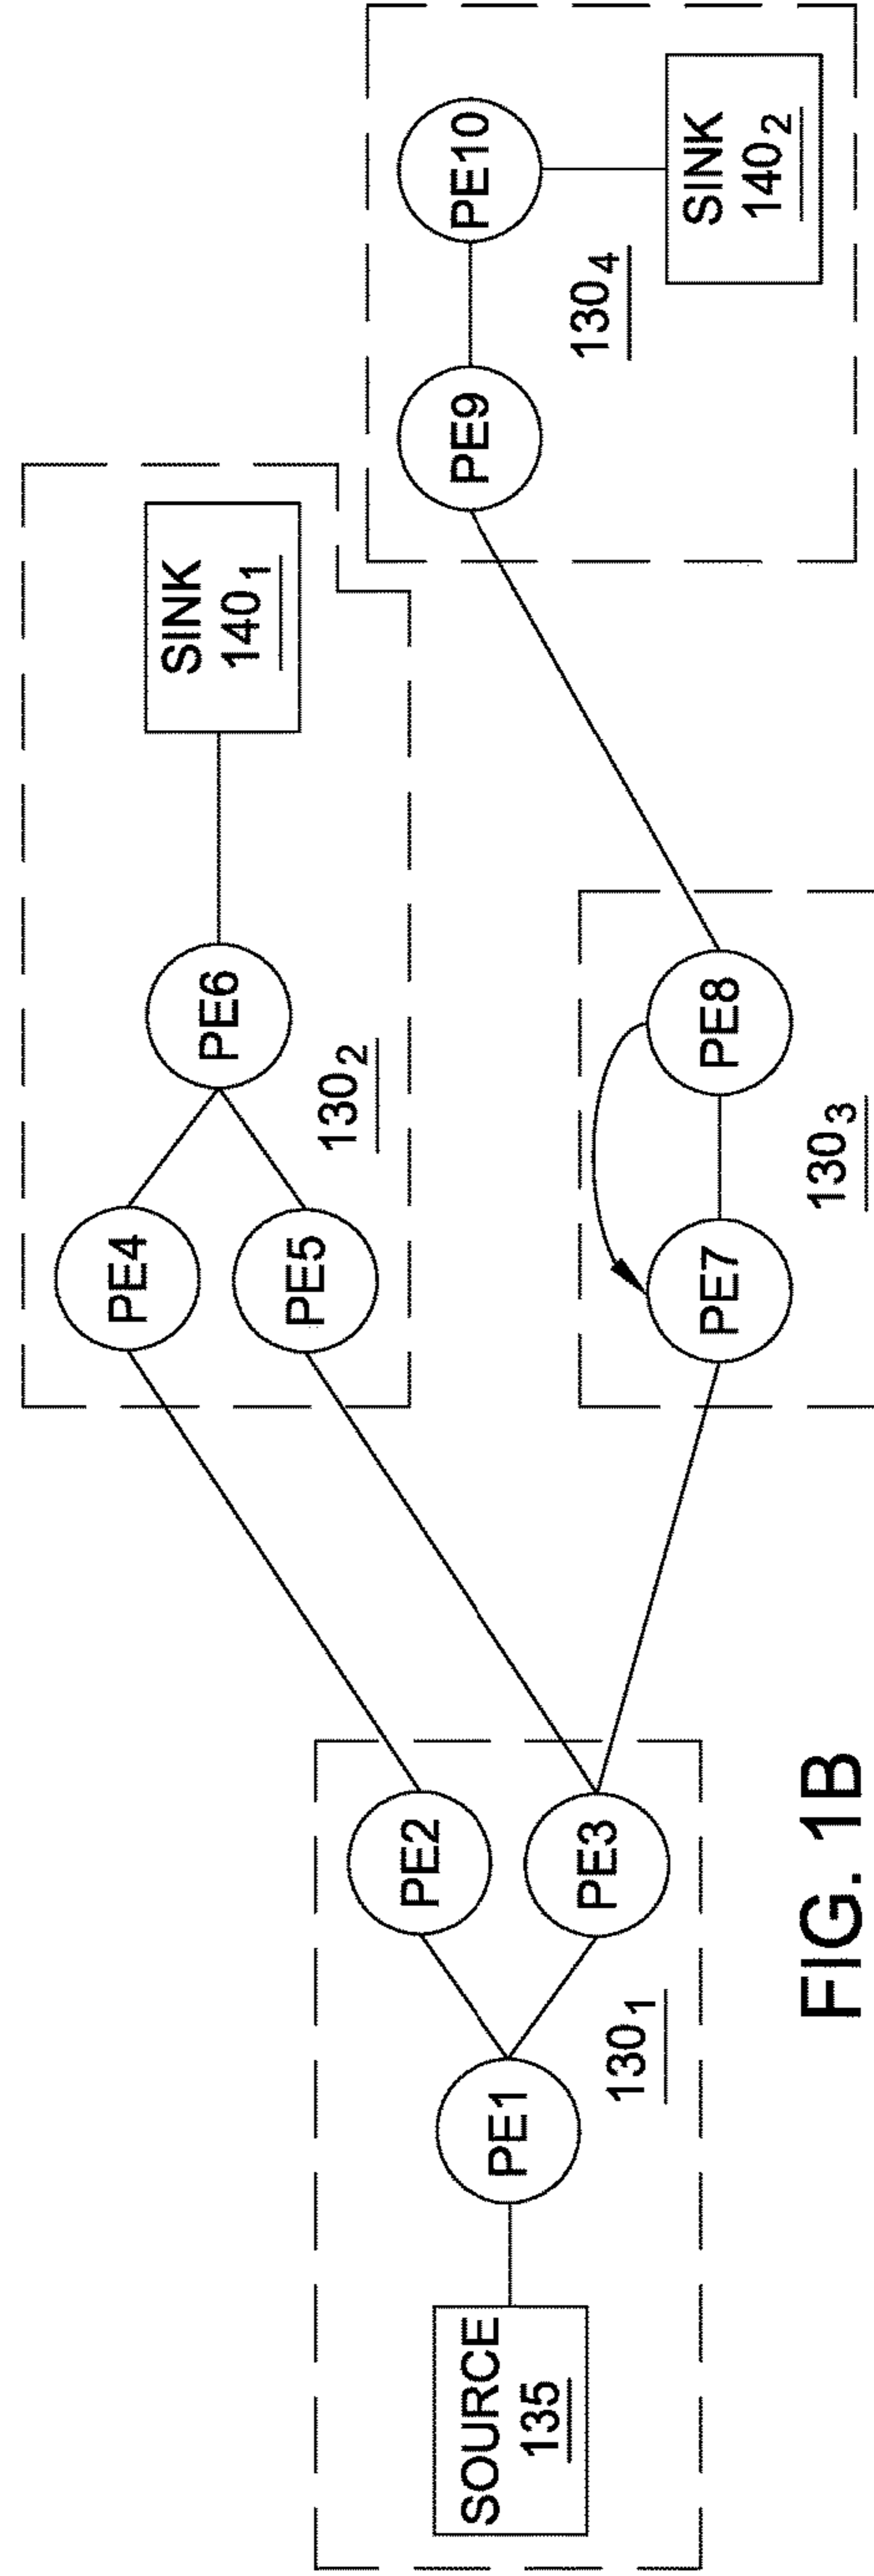 SOURCE
135
PE1
PE2
PE3
130₁
PE4
PE5
PE6
130₂
SINK
140₁
PE7
PE8
130₃
PE9
PE10
130₄
SINK
140₂
FIG. 1B